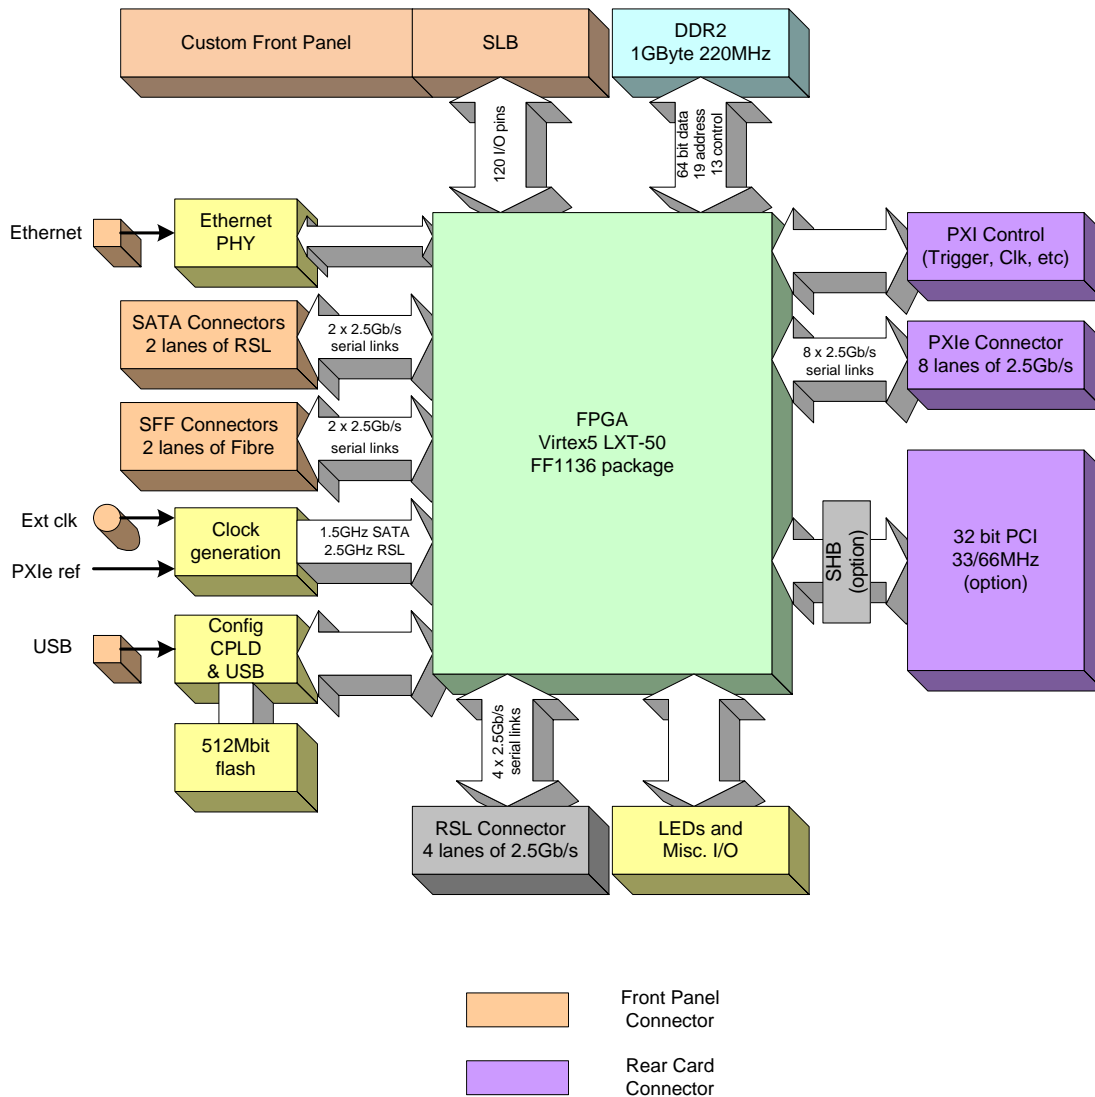 Custom Front Panel
SLB
DDR2
1GByte 220MHz
120 I/O pins
64 bit data
19 address
13 control
Ethernet
Ethernet
PHY
PXI Control
(Trigger, Clk, etc)
SATA Connectors
2 lanes of RSL
2 x 2.5Gb/s
serial links
8 x 2.5Gb/s
serial links
PXIe Connector
8 lanes of 2.5Gb/s
SFF Connectors
2 lanes of Fibre
2 x 2.5Gb/s
serial links
FPGA
Virtex5 LXT-50
FF1136 package
Ext clk
PXIe ref
Clock
generation
1.5GHz SATA
2.5GHz RSL
SHB
(option)
32 bit PCI
33/66MHz
(option)
USB
Config
CPLD
& USB
512Mbit
flash
4 x 2.5Gb/s
serial links
RSL Connector
4 lanes of 2.5Gb/s
LEDs and
Misc. I/O
Front Panel
Connector
Rear Card
Connector